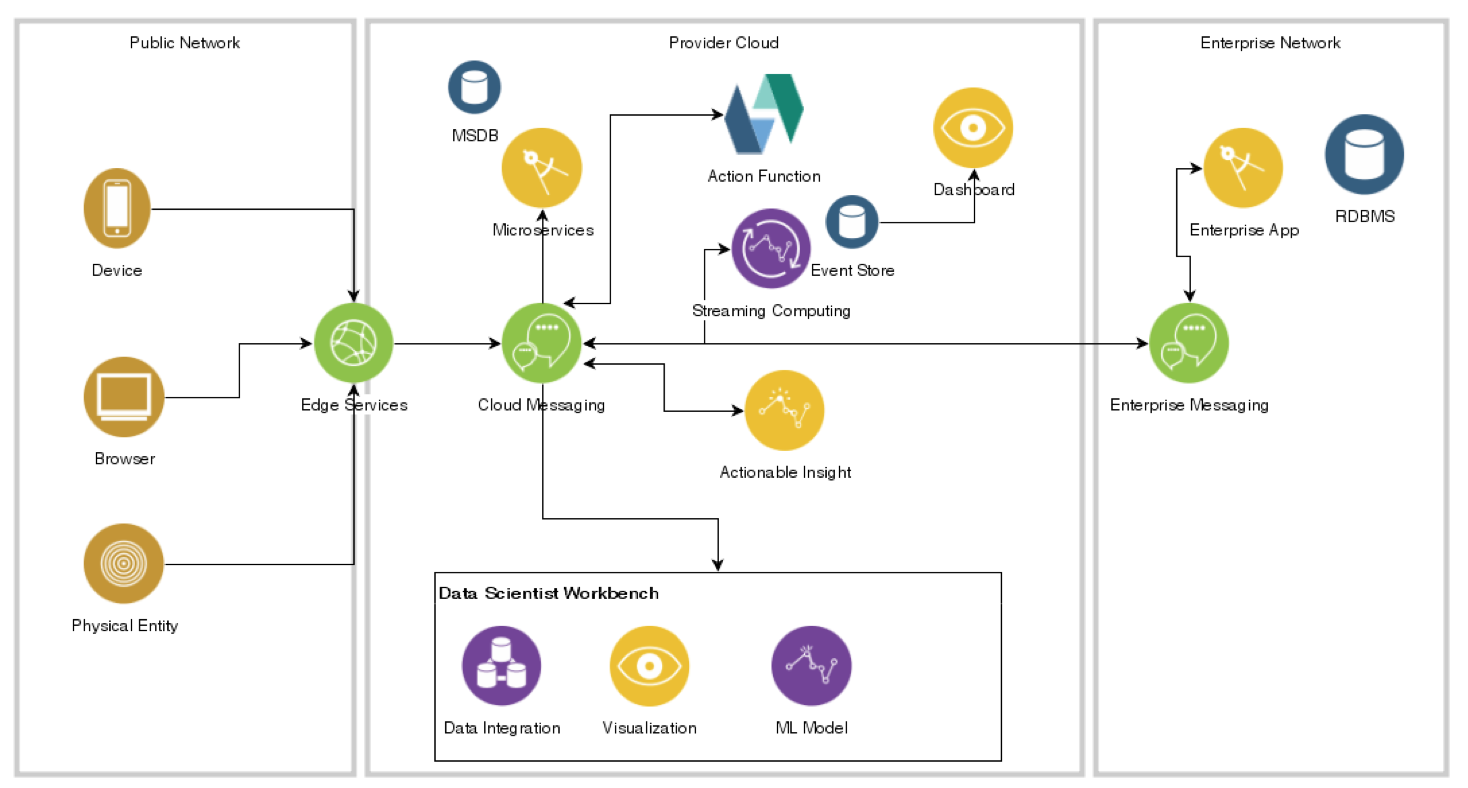 Public Network
Provider Cloud
Enterprise Network
MSDB
Microservices
Action Function
Dashboard
Enterprise App
RDBMS
Device
Event Store
Streaming Computing
Edge Services
Cloud Messaging
Enterprise Messaging
Browser
Actionable Insight
Physical Entity
Data Scientist Workbench
Data Integration
Visualization
ML Model